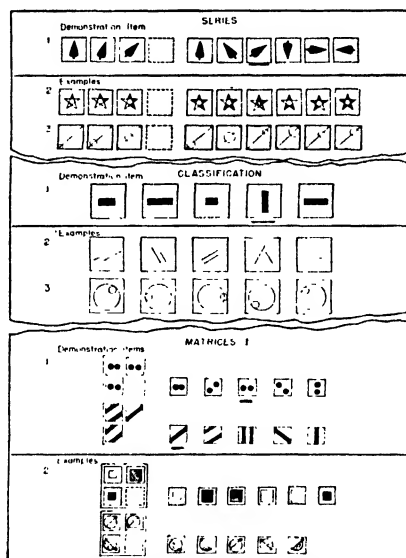 SERIES
Demonstration Item
1
Examples
2
3
CLASSIFICATION
Demonstration item
1
Examples
2
3
MATRICES I
Demonstration items
1
Examples
2